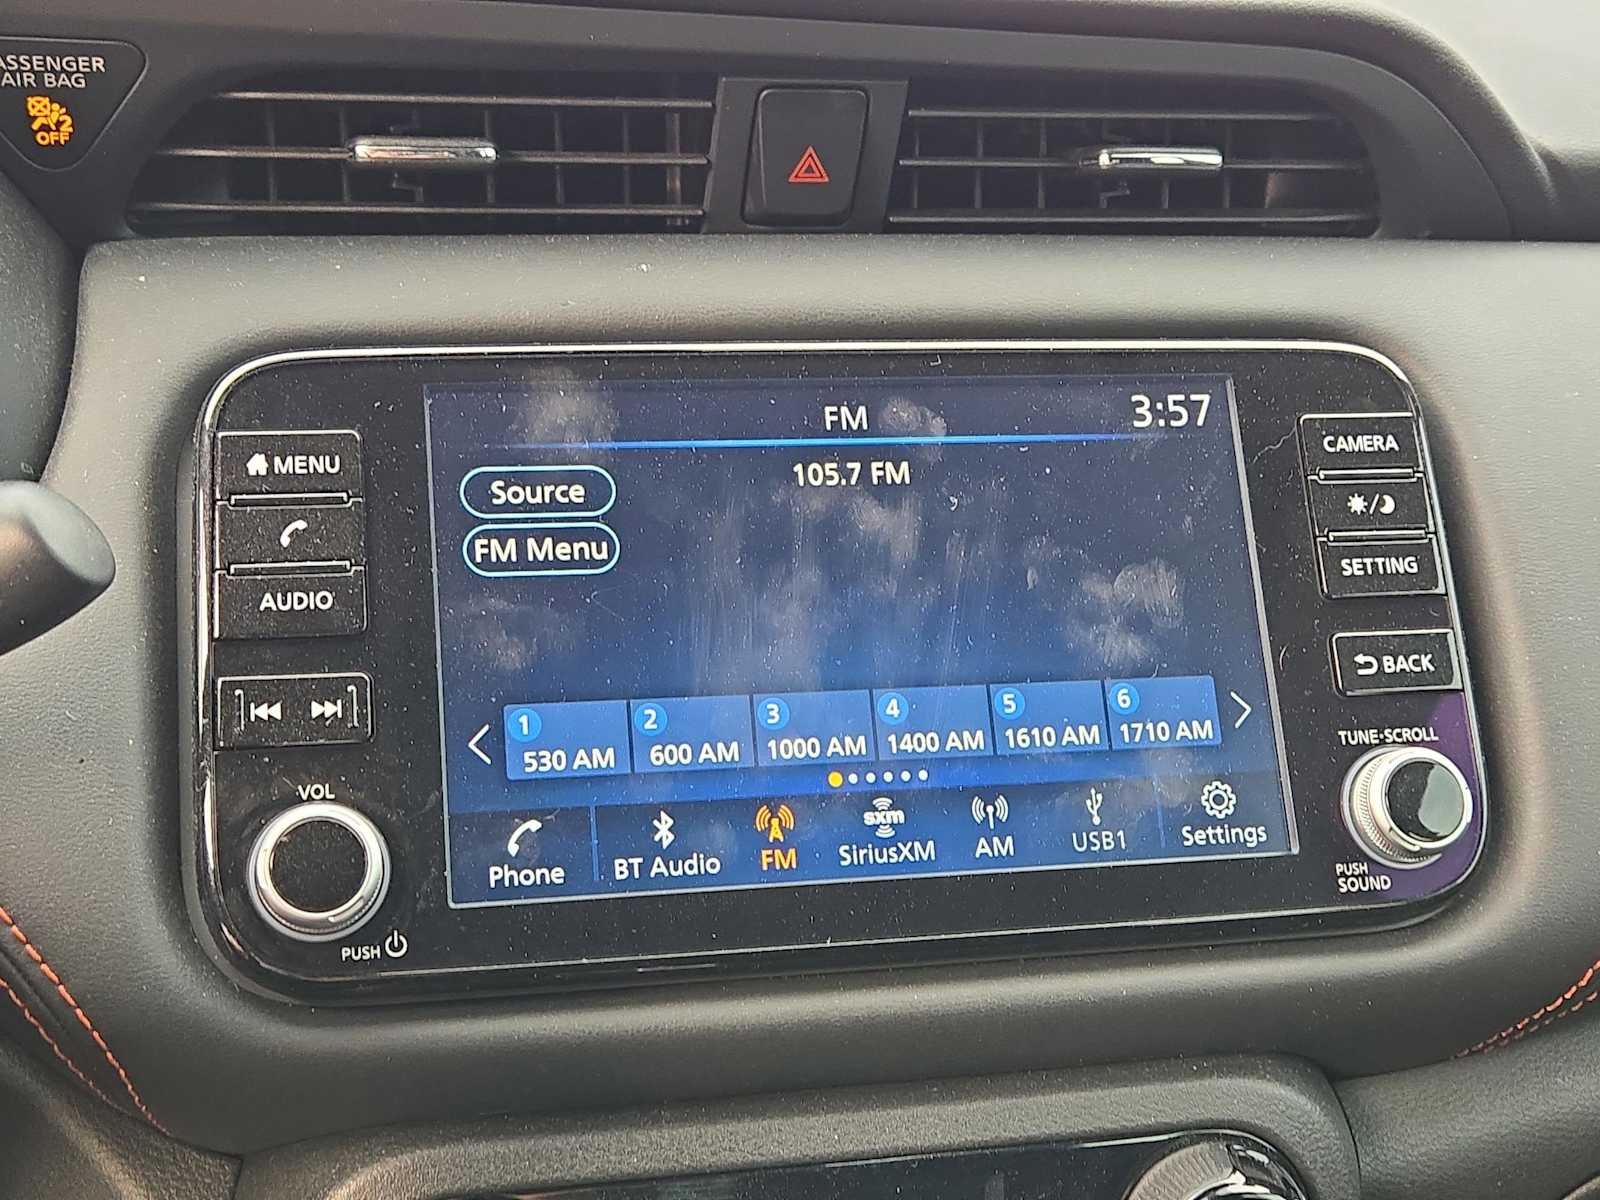 PASSENGER
AIR BAG
2
OFF
FM
3:57
105.7 FM
Source
FM Menu
MENU
AUDIO
VOL
PUSH
CAMERA
SETTING
BACK
TUNE·SCROLL
PUSH
SOUND
1 530 AM
2 600 AM
3 1000 AM
4 1400 AM
5 1610 AM
6 1710 AM
Phone
BT Audio
FM
sxm
SiriusXM
AM
USB1
Settings